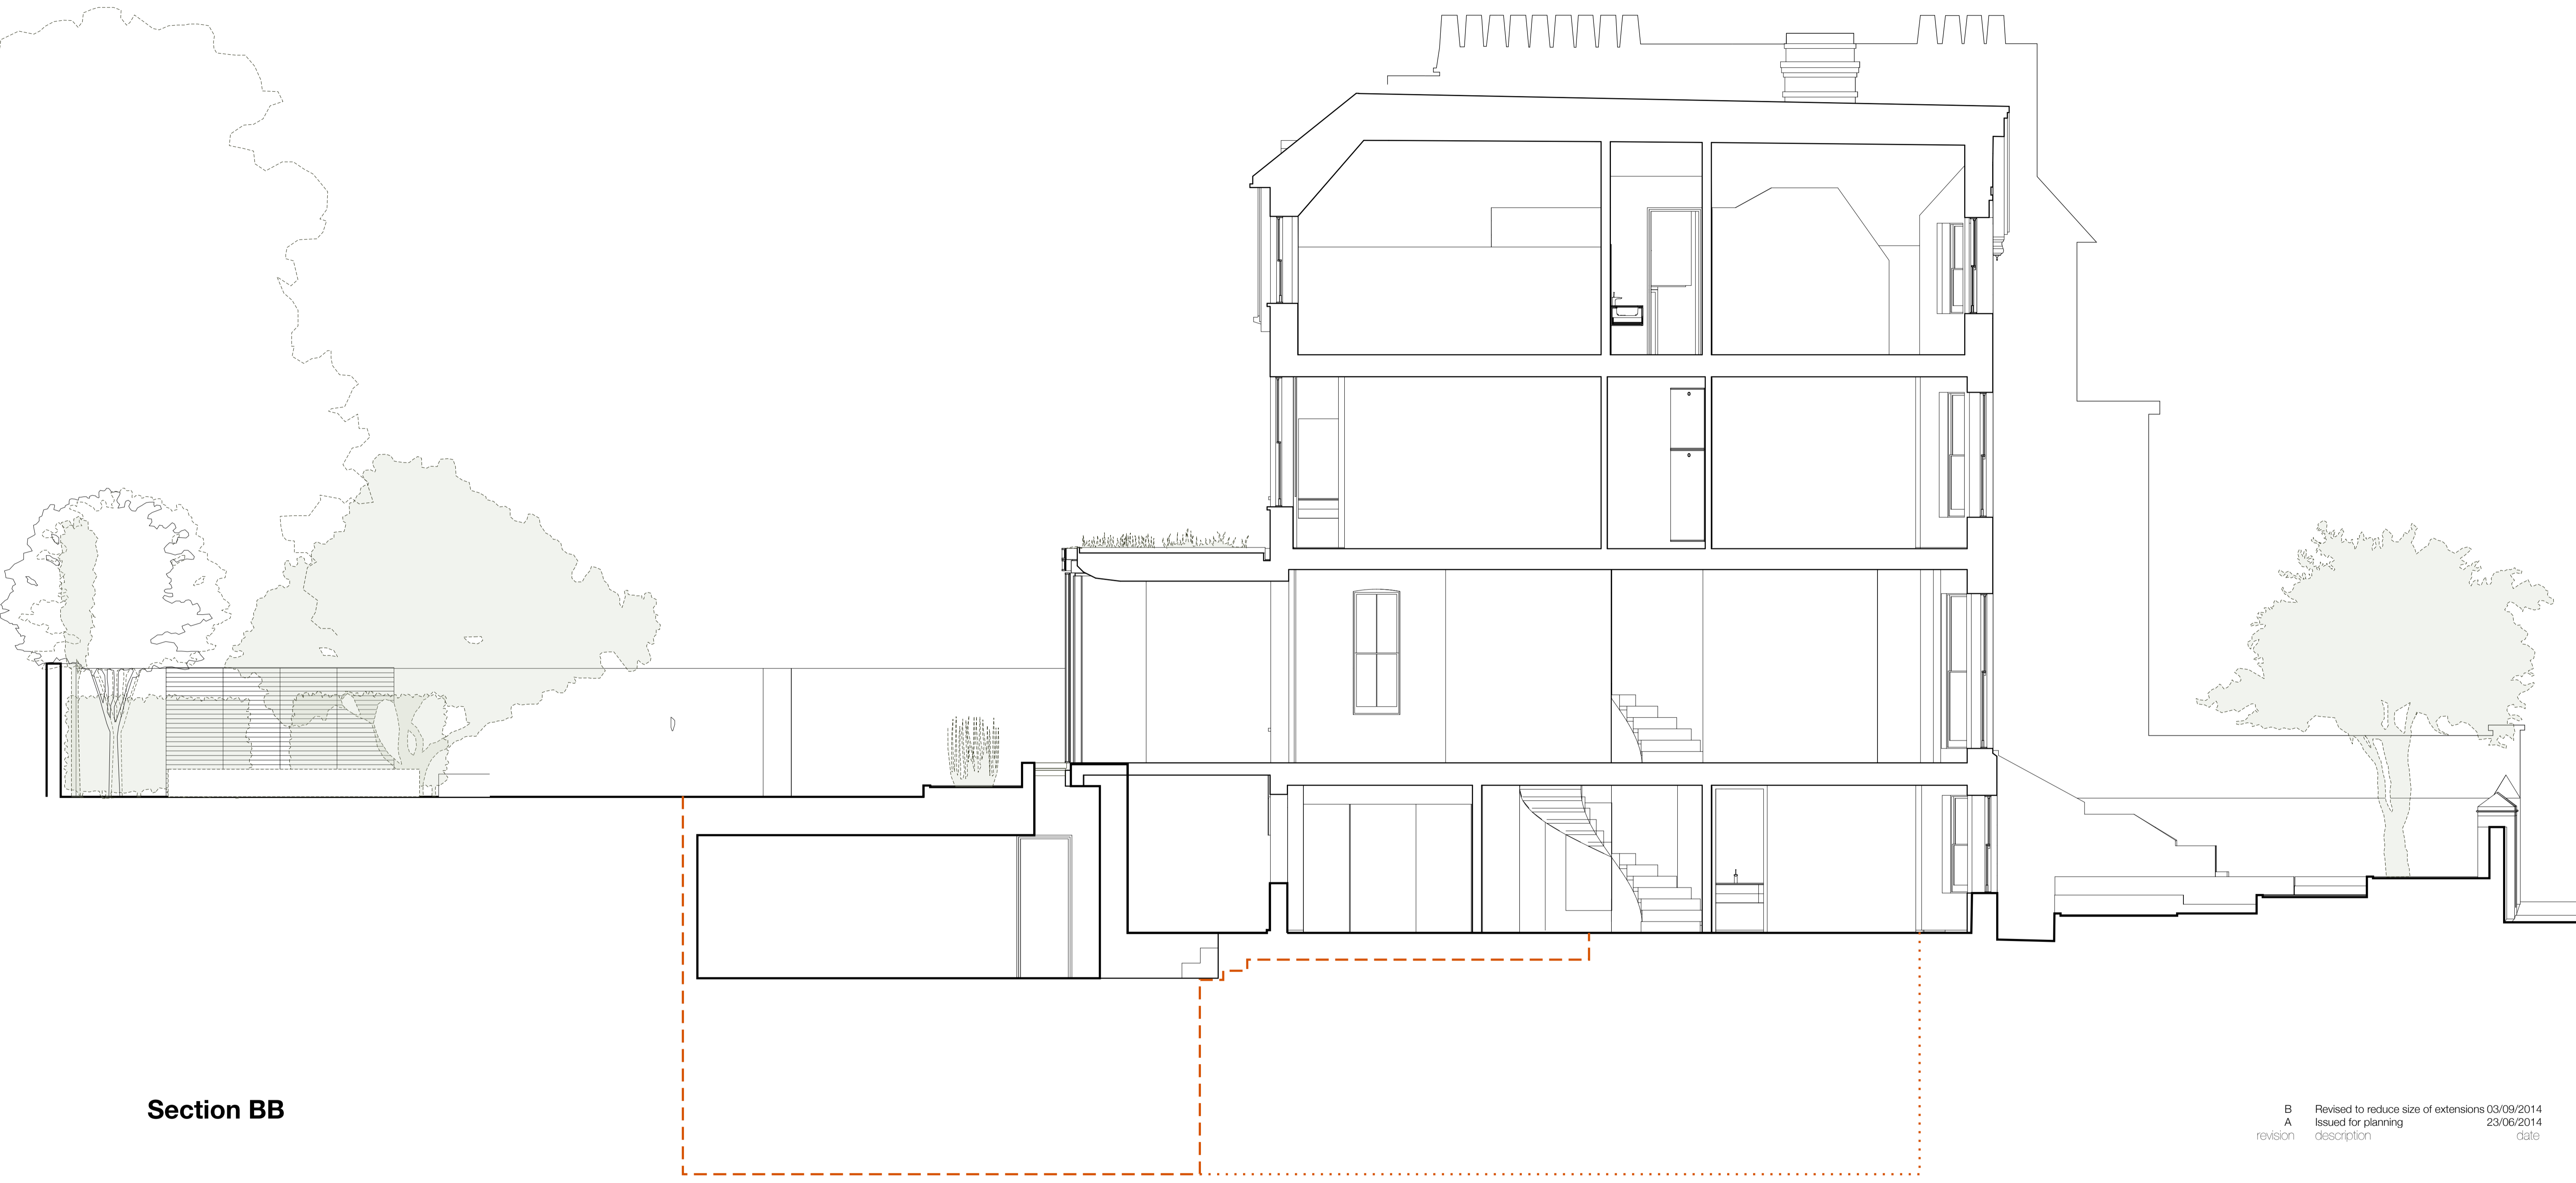 Section BB
B Revised to reduce size of extensions 03/09/2014
A Issued for planning 23/06/2014
revision description date